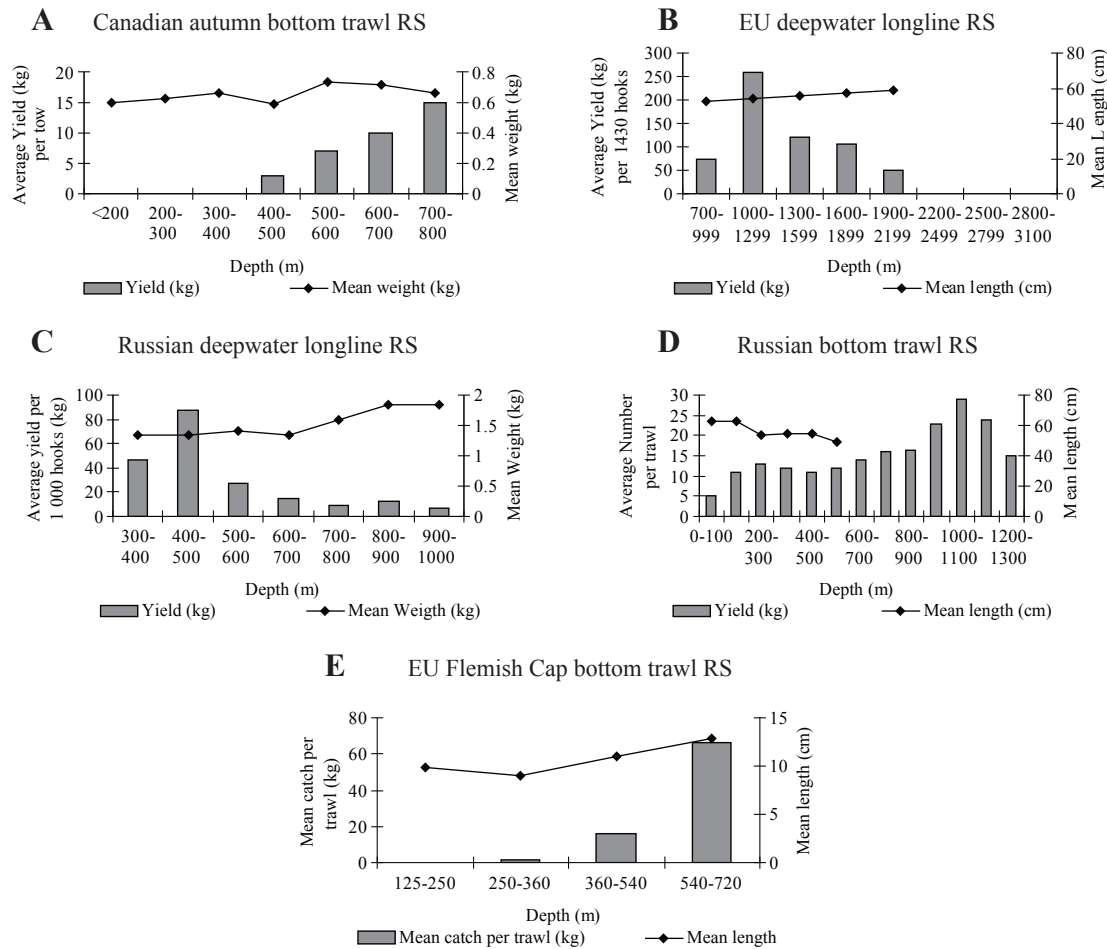 A Canadian autumn bottom trawl RS
Average Yield (kg)
per tow
20
15
10
5
0
0.8
0.6
0.4
0.2
0
Mean weight (kg)
<200 200- 300- 400- 500- 600- 700-
300 400 500 600 700 800
Depth (m)
Yield (kg) Mean weight (kg)
B EU deepwater longline RS
Average Yield (kg)
per 1430 hooks
300
250
200
150
100
50
0
80
60
40
20
0
Mean L ength (cm)
700- 1000- 1300- 1600- 1900- 2200- 2500- 2800-
999 1299 1599 1899 2199 2499 2799 3100
Depth (m)
Yield (kg) Mean length (cm)
C Russian deepwater longline RS
Average yield per
1 000 hooks (kg)
100
80
60
40
20
0
2
1.5
1
0.5
0
Mean Weight (kg)
300- 400- 500- 600- 700- 800- 900-
400 500 600 700 800 900 1000
Depth (m)
Yield (kg) Mean Weigth (kg)
D Russian bottom trawl RS
Average Number
per trawl
30
25
20
15
10
5
0
80
60
40
20
0
M ean length (cm)
0-100 200- 400- 600- 800- 1000- 1200-
300 500 700 900 1100 1300
Depth (m)
Yield (kg) Mean length (cm)
E EU Flemish Cap bottom trawl RS
Mean catch per
trawl (kg)
80
60
40
20
0
15
10
5
0
Mean length (cm)
125-250 250-360 360-540 540-720
Depth (m)
Mean catch per trawl (kg) Mean length